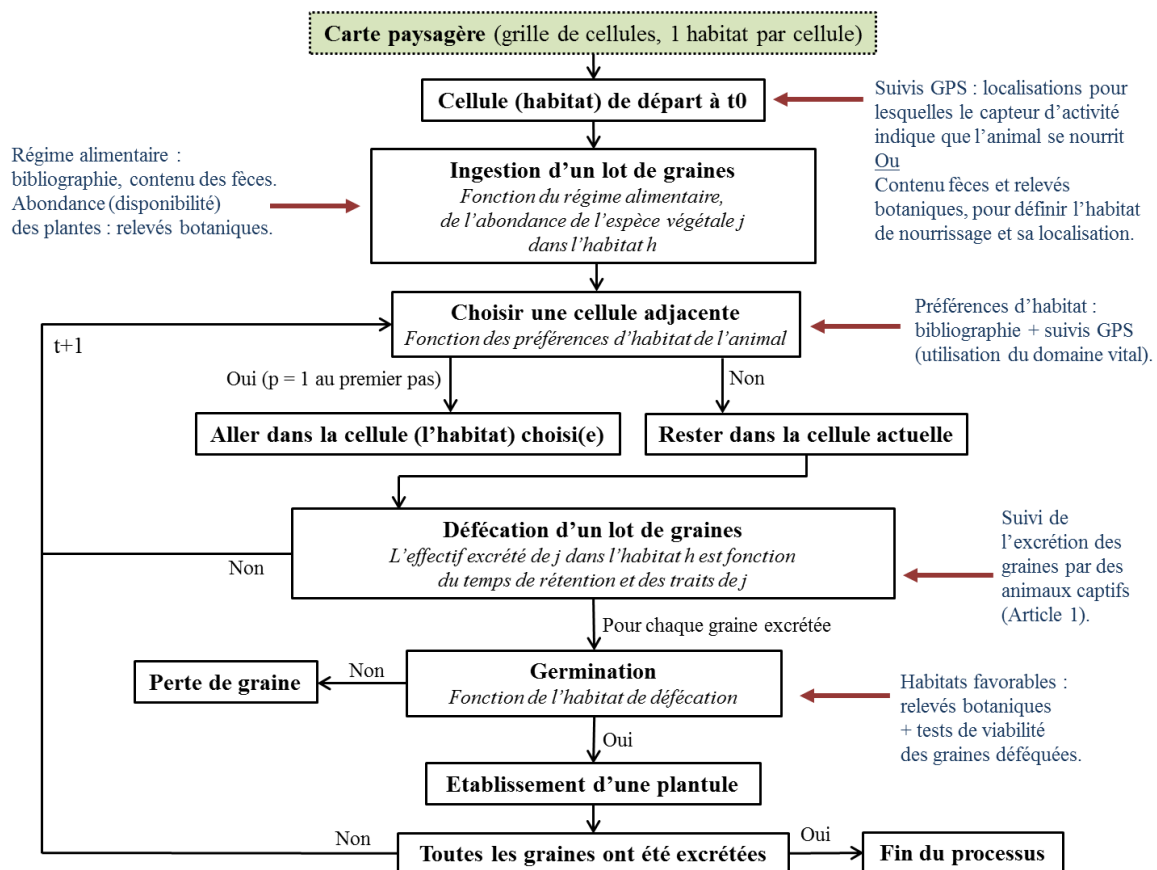 Carte paysagère (grille de cellules, 1 habitat par cellule)
Cellule (habitat) de départ à t0
Suivis GPS : localisations pour
lesquelles le capteur d'activité
indique que l'animal se nourrit
Ou
Contenu fèces et relevés
botaniques, pour définir l'habitat
de nourrissage et sa localisation.
Régime alimentaire :
bibliographie, contenu des fèces.
Abondance (disponibilité)
des plantes : relevés botaniques.
Ingestion d'un lot de graines
Fonction du régime alimentaire,
de l'abondance de l'espèce végétale j
dans l'habitat h
Choisir une cellule adjacente
Fonction des préférences d'habitat de l'animal
Préférences d'habitat :
bibliographie + suivis GPS
(utilisation du domaine vital).
t+1
Oui (p = 1 au premier pas)
Non
Aller dans la cellule (l'habitat) choisi(e)
Rester dans la cellule actuelle
Défécation d'un lot de graines
L'effectif excrété de j dans l'habitat h est fonction
du temps de rétention et des traits de j
Suivi de
l'excrétion des
graines par des
animaux captifs
(Article 1).
Non
Pour chaque graine excrétée
Germination
Fonction de l'habitat de défécation
Non
Perte de graine
Habitats favorables :
relevés botaniques
+ tests de viabilité
des graines déféquées.
Oui
Etablissement d'une plantule
Non
Toutes les graines ont été excrétées
Oui
Fin du processus